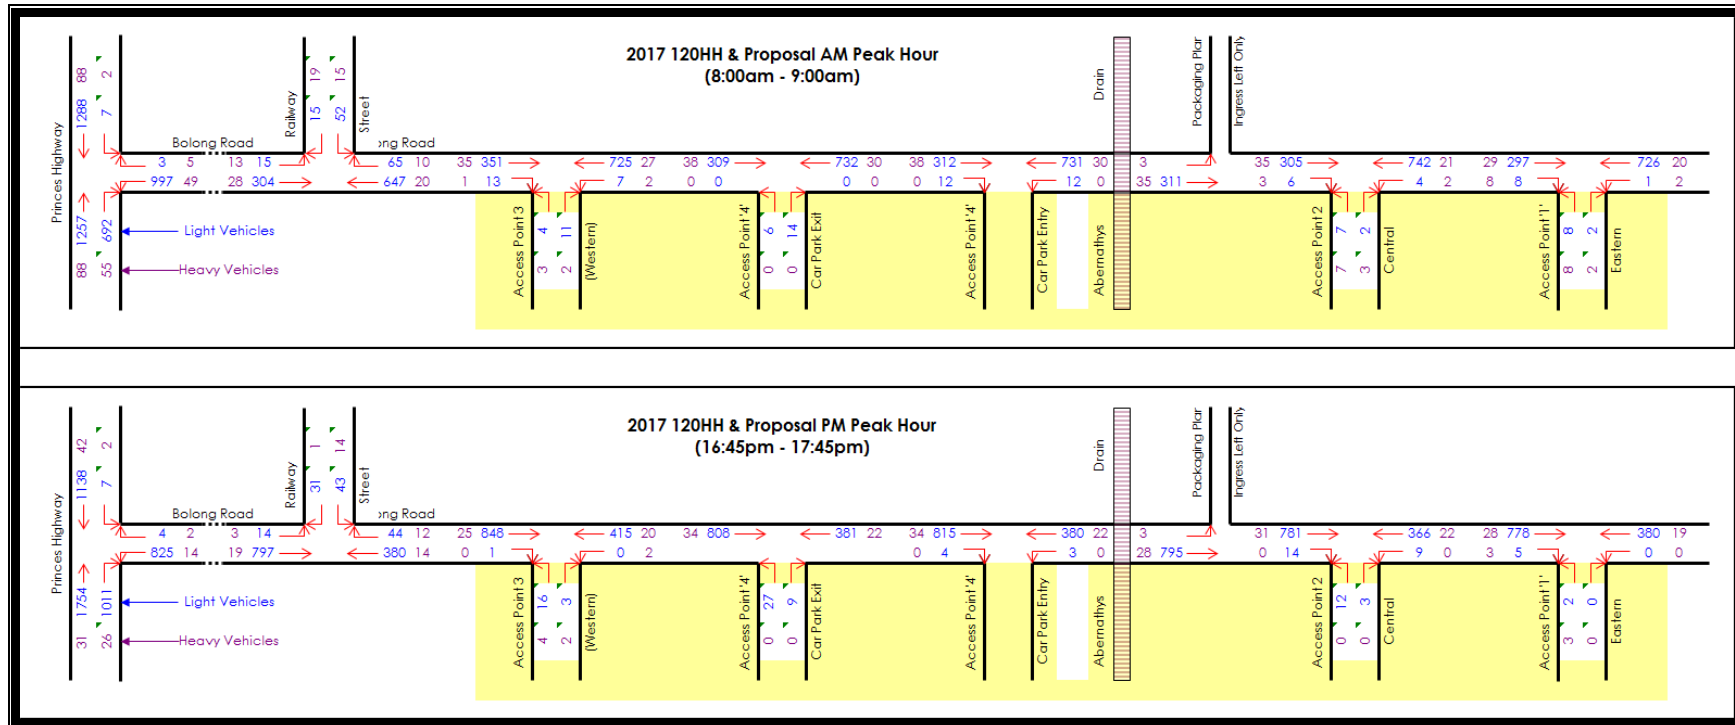 2017 120HH & Proposal AM Peak Hour
(8:00am - 9:00am)
Princes Highway
88 2
1288 7
Railway
19 15
15 52
Street
Drain
Packaging Plar
Ingress Left Only
Bolong Road
ong Road
3 5 13 15 65 10 35 351 725 27 38 309 732 30 38 312 731 30 3 35 305 742 21 29 297 726 20
997 49 28 304 647 20 1 13 7 2 0 0 0 0 0 12 12 0 35 311 3 6 4 2 8 8 1 2
1257 692
88 55
Light Vehicles
Heavy Vehicles
Access Point 3
4 11
3 2
(Western)
Access Point '4'
6 14
0 0
Car Park Exit
Access Point '4'
Car Park Entry
Abernathys
Access Point 2
7 2
7 3
Central
Access Point '1'
8 2
8 2
Eastern
2017 120HH & Proposal PM Peak Hour
(16:45pm - 17:45pm)
Princes Highway
42 2
1138 7
Railway
1 14
31 43
Street
Drain
Packaging Plar
Ingress Left Only
Bolong Road
ong Road
4 2 3 14 44 12 25 848 415 20 34 808 381 22 34 815 380 22 3 31 781 366 22 28 778 380 19
825 14 19 797 380 14 0 1 0 2 0 4 3 0 28 795 0 14 9 0 3 5 0 0
1754 1011
31 26
Light Vehicles
Heavy Vehicles
Access Point 3
16 3
4 2
(Western)
Access Point '4'
27 9
0 0
Car Park Exit
Access Point '4'
Car Park Entry
Abernathys
Access Point 2
12 3
0 0
Central
Access Point '1'
2 0
3 0
Eastern